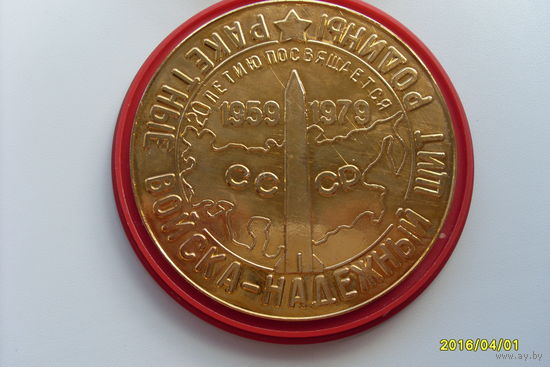 РАКЕТНЫЕ ВОЙСКА - НАДЕЖНЫЙ ЩИТ РОДИНЫ
20 ЛЕТИЮ ПОСВЯЩАЕТСЯ
1959 1979
СССР
2016/04/01
www.ay.by